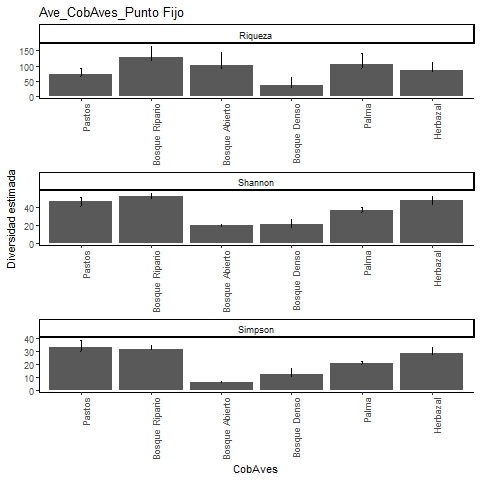 Ave_CobAves_Punto Fijo
Riqueza
150
100
50
0
Pastos
Bosque Ripario
Bosque Abierto
Bosque Denso
Palma
Herbazal
Diversidad estimada
Shannon
40
20
0
Pastos
Bosque Ripario
Bosque Abierto
Bosque Denso
Palma
Herbazal
Simpson
40
30
20
10
0
Pastos
Bosque Ripario
Bosque Abierto
Bosque Denso
Palma
Herbazal
CobAves